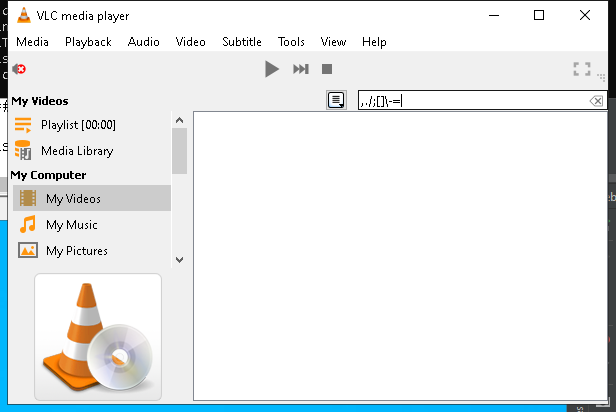 VLC media player
Media Playback Audio Video Subtitle Tools View Help
My Videos
,./;[]\-=
Playlist [00:00]
Media Library
My Computer
My Videos
My Music
My Pictures